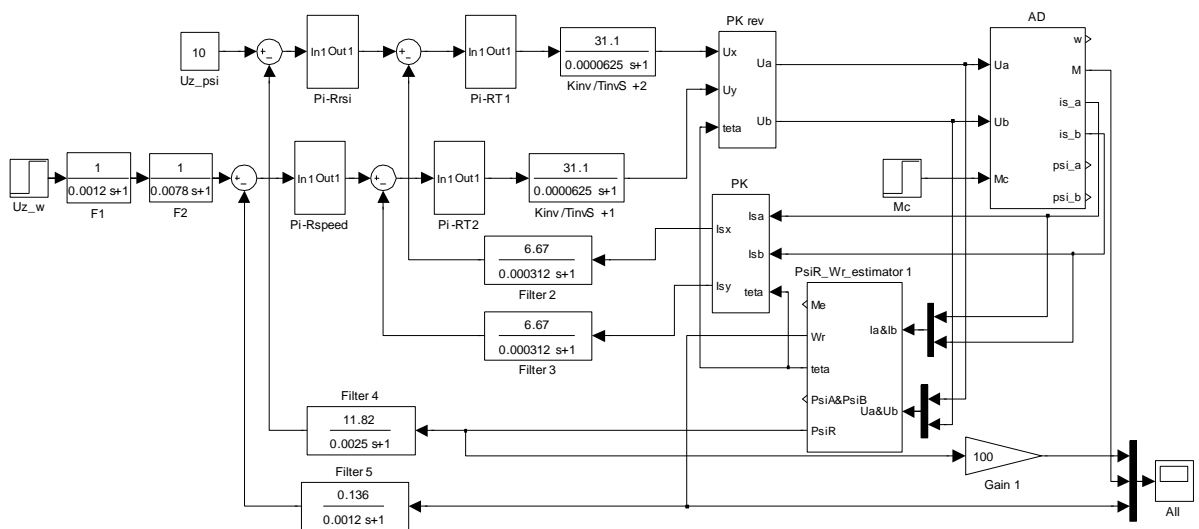 AD
PK rev
w
10
Uz_psi
In1 Out1
Pi-Rrsi
In1 Out1
Pi-RT1
31.1
0.0000625 s+1
Kinv/TinvS +2
Ux
Uy
teta
Ua
Ub
Ua
Ub
Mc
M
is_a
is_b
psi_a
psi_b
Uz_w
1
0.0012 s+1
F1
1
0.0078 s+1
F2
In1 Out1
Pi-Rspeed
In1 Out1
Pi-RT2
31.1
0.0000625 s+1
Kinv/TinvS +1
Mc
PK
Isx
Isy
Isa
Isb
teta
6.67
0.000312 s+1
Filter 2
6.67
0.000312 s+1
Filter 3
PsiR_Wr_estimator 1
Me
Wr
teta
PsiA&PsiB
PsiR
Ia&Ib
Ua&Ub
Filter 4
11.82
0.0025 s+1
Filter 5
0.136
0.0012 s+1
100
Gain 1
All